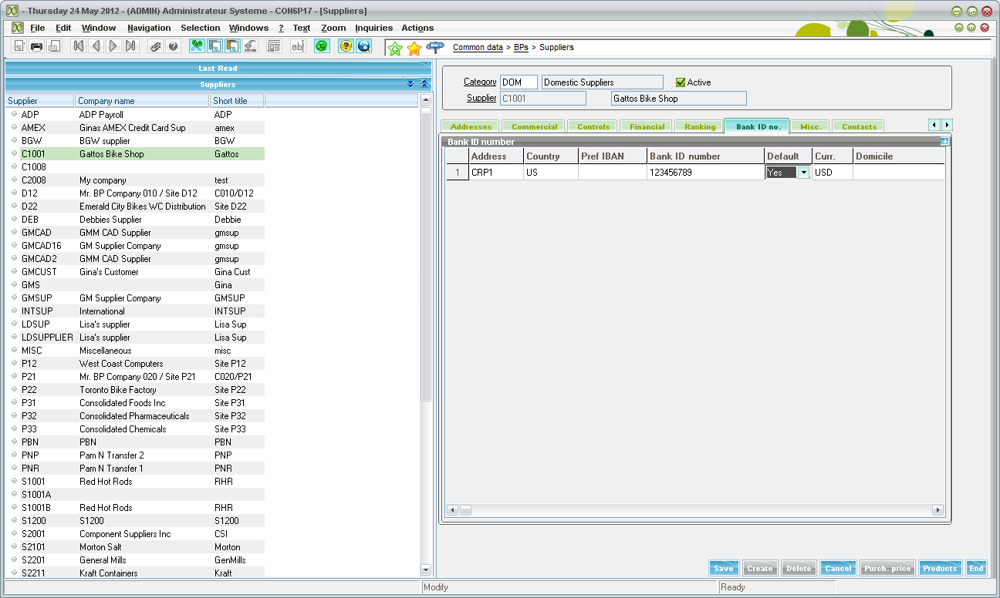 - Thursday 24 May 2012 - (ADMIN) Administrateur Systeme - CON6P17 - [Suppliers]
File Edit Window Navigation Selection Windows ? Text Zoom Inquiries Actions
Common data > BPs > Suppliers
Last Read
Suppliers
Supplier Company name Short title
ADP ADP Payroll ADP
AMEX Ginas AMEX Credit Card Sup amex
BGW BGW supplier BGW
C1001 Gattos Bike Shop Gattos
C1008
C2008 My company test
D12 Mr. BP Company 010 / Site D12 C010/D12
D22 Emerald City Bikes WC Distribution Site D22
DEB Debbies Supplier Debbie
GMCAD GMM CAD Supplier gmsup
GMCAD16 GM Supplier Company gmsup
GMCAD2 GMM CAD Supplier gmsup
GMCUST Gina's Customer Gina Cust
GMS Gina
GMSUP GM Supplier Company GMSUP
INTSUP International INTSUP
LDSUP Lisa's supplier Lisa Sup
LDSUPPLIER Lisa's supplier Lisa Sup
MISC Miscellaneous misc
P12 West Coast Computers Site P12
P21 Mr. BP Company 020 / Site P21 C020/P21
P22 Toronto Bike Factory Site P22
P31 Consolidated Foods Inc Site P31
P32 Consolidated Pharmaceuticals Site P32
P33 Consolidated Chemicals Site P33
PBN PBN PBN
PNP Pam N Transfer 2 PNP
PNR Pam N Transfer 1 PNR
S1001 Red Hot Rods RHR
S1001A
S1001B Red Hot Rods RHR
S1200 S1200 S1200
S2001 Component Suppliers Inc CSI
S2101 Morton Salt Morton
S2201 General Mills GenMills
S2211 Kraft Containers Kraft
Category DOM Domestic Suppliers Active
Supplier C1001 Gattos Bike Shop
Addresses Commercial Controls Financial Ranking Bank ID no. Misc. Contacts
Bank ID number
Address Country Pref IBAN Bank ID number Default Curr. Domicile
1 CRP1 US 123456789 Yes USD
Save Create Delete Cancel Purch. price Products End
Modify Ready